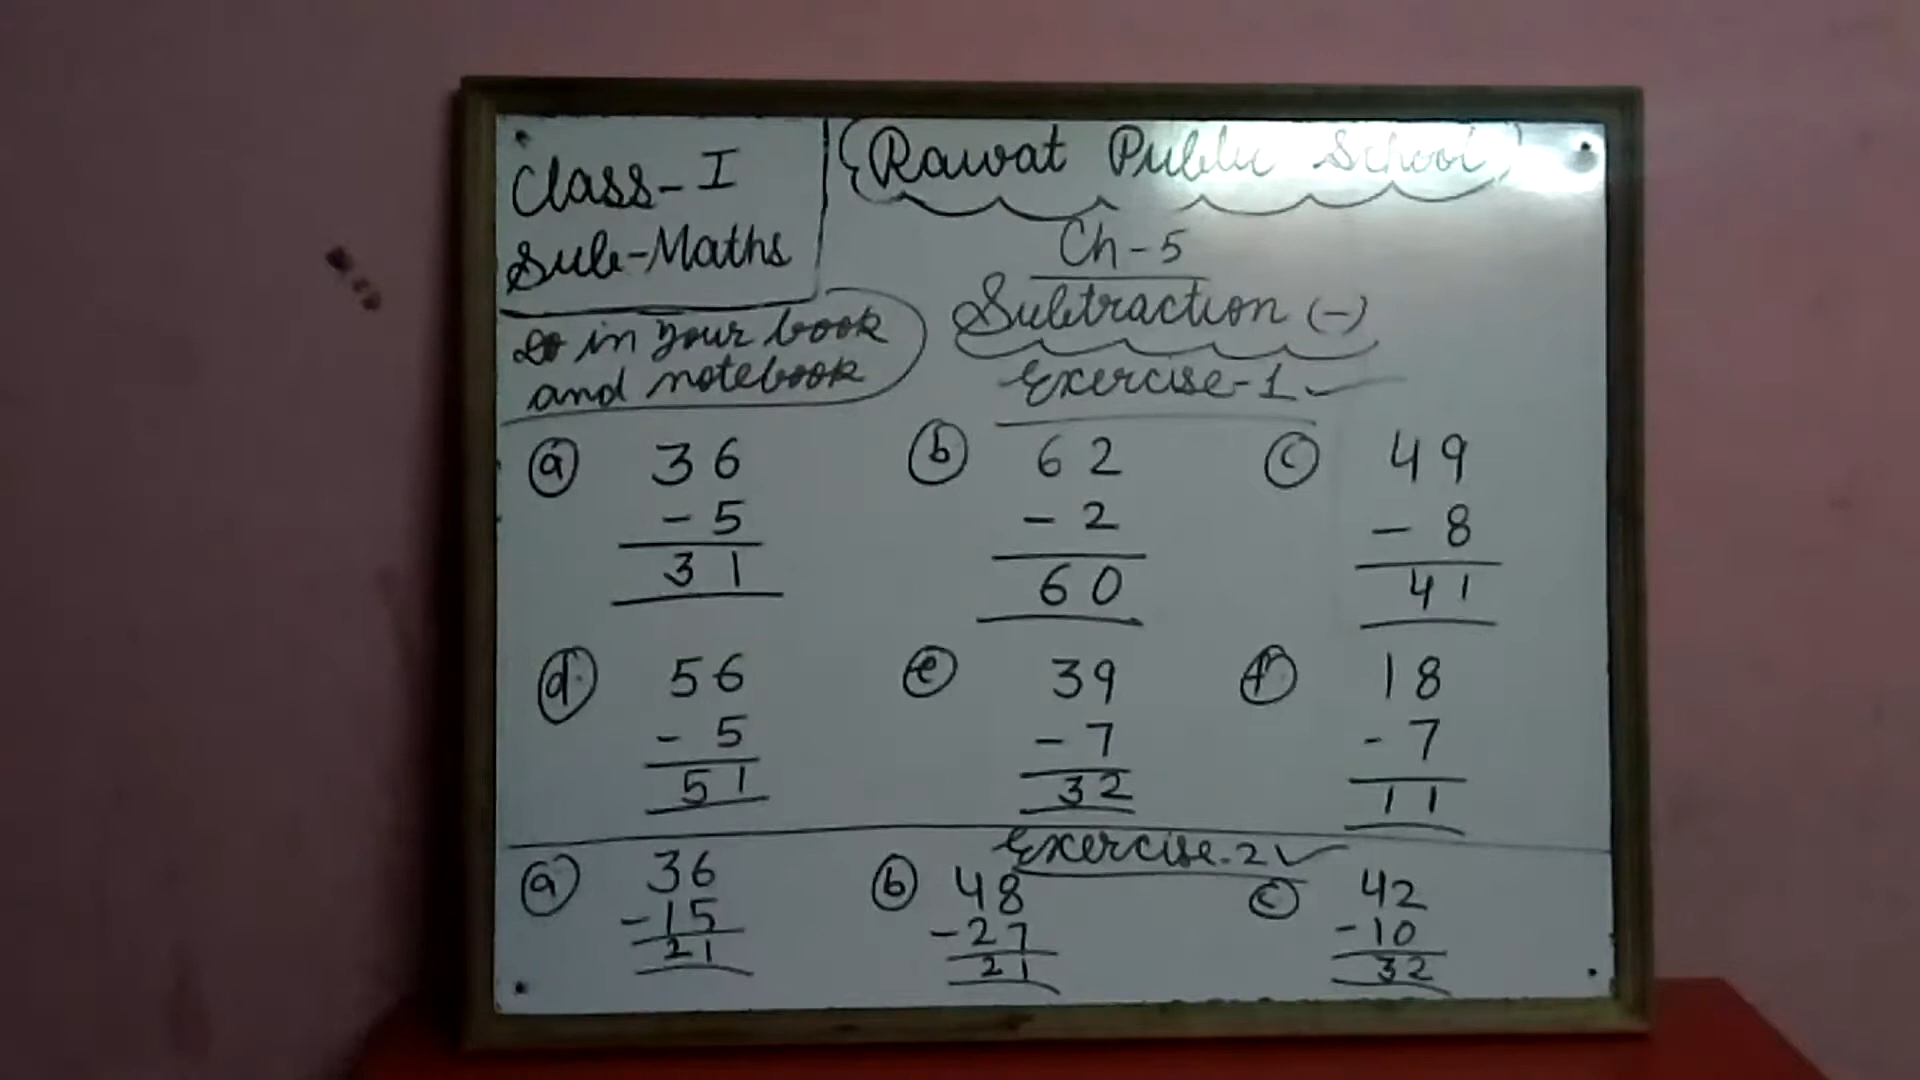 Class-I
Sub-Maths
{Rawat Public School}
Ch-5
Subtraction (-)
do in your book
and notebook
Exercise-1
(a) 36
- 5
31
(b) 62
- 2
60
(c) 49
- 8
41
(d) 56
- 5
51
(e) 39
- 7
32
(f) 18
- 7
11
Exercise-2
(a) 36
-15
21
(b) 48
-27
21
(c) 42
-10
32